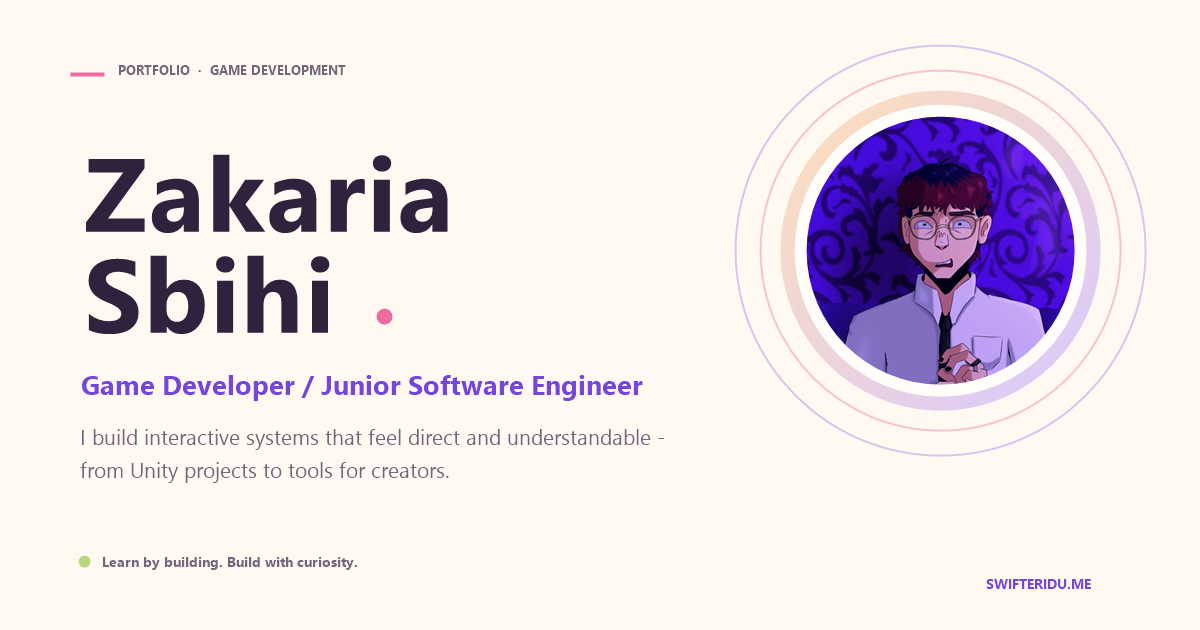 PORTFOLIO · GAME DEVELOPMENT
Zakaria
Sbihi
Game Developer / Junior Software Engineer
I build interactive systems that feel direct and understandable -
from Unity projects to tools for creators.
Learn by building. Build with curiosity.
SWIFTERIDU.ME